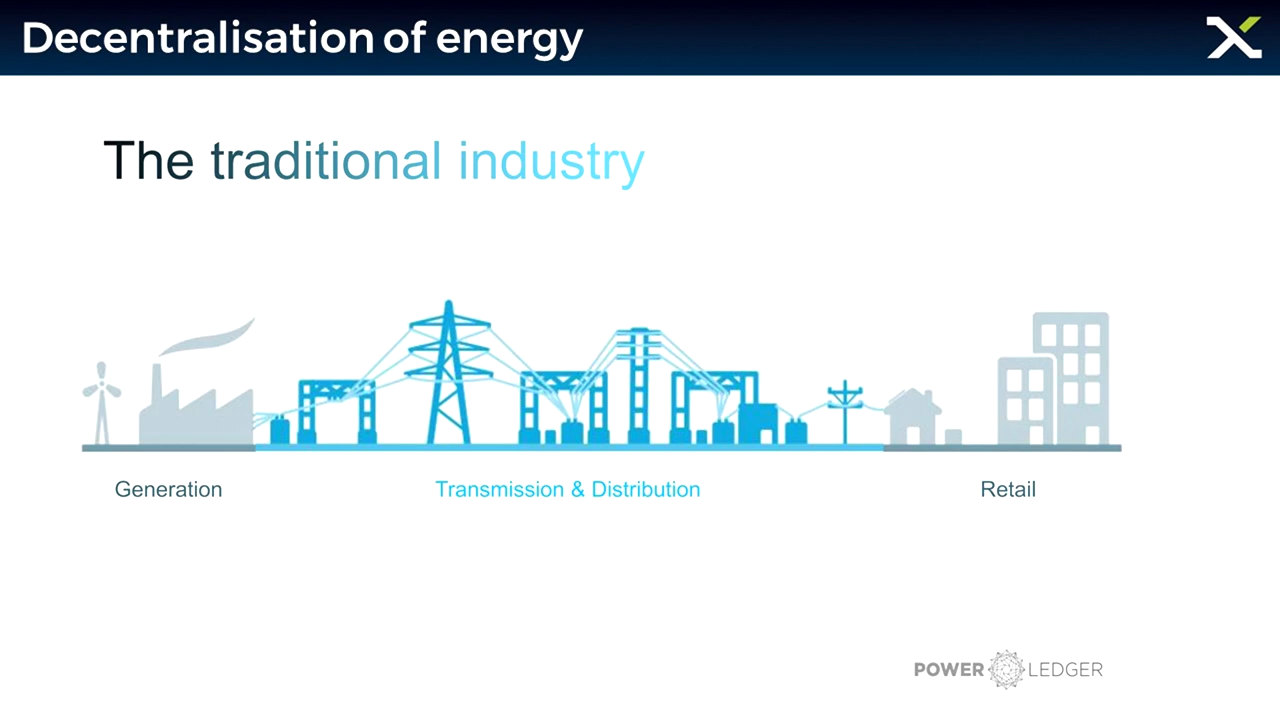 Decentralisation of energy
The traditional industry
Generation
Transmission & Distribution
Retail
POWER LEDGER